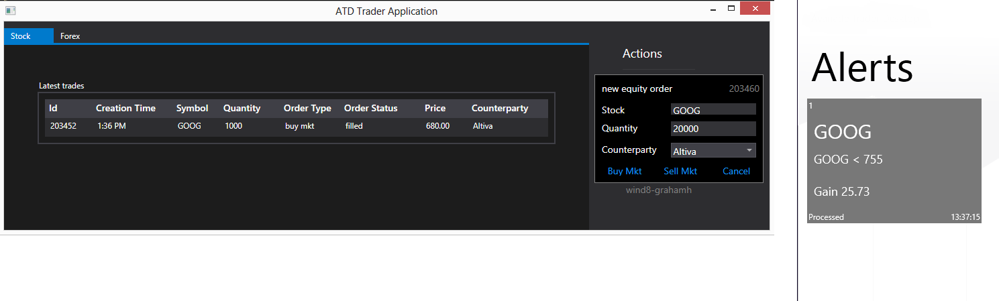 ATD Trader Application
Stock Forex
Actions
Latest trades
Id Creation Time Symbol Quantity Order Type Order Status Price Counterparty
203452 1:36 PM GOOG 1000 buy mkt filled 680.00 Altiva
new equity order 203460
Stock GOOG
Quantity 20000
Counterparty Altiva
Buy Mkt Sell Mkt Cancel
wind8-grahamh
Alerts
1
GOOG
GOOG < 755
Gain 25.73
Processed 13:37:15